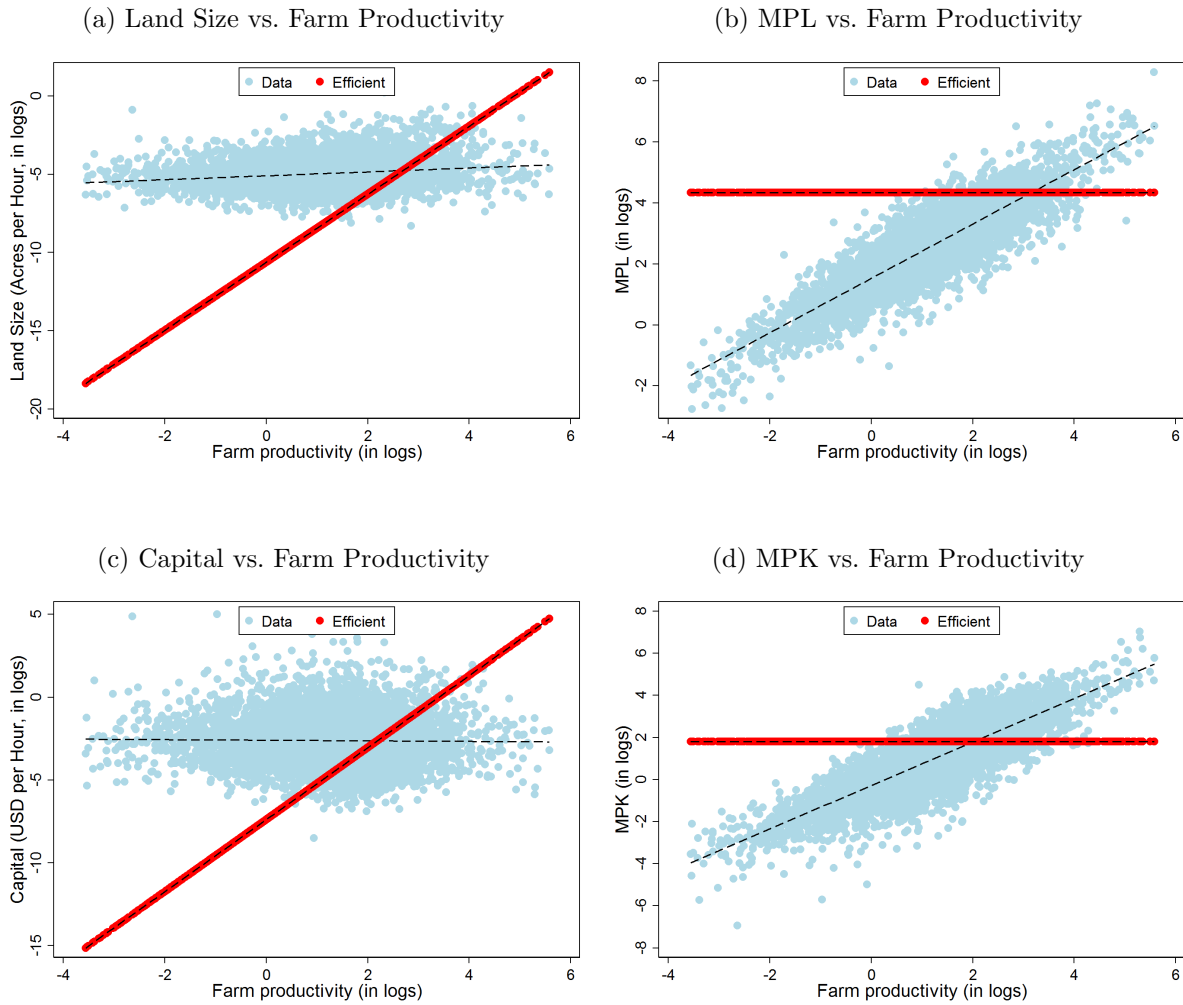 (a) Land Size vs. Farm Productivity
Land Size (Acres per Hour, in logs)
0
-5
-10
-15
-20
Data
Efficient
-4
-2
0
2
4
6
Farm productivity (in logs)
(b) MPL vs. Farm Productivity
MPL (in logs)
8
6
4
2
0
-2
Data
Efficient
-4
-2
0
2
4
6
Farm productivity (in logs)
(c) Capital vs. Farm Productivity
Capital (USD per Hour, in logs)
5
0
-5
-10
-15
Data
Efficient
-4
-2
0
2
4
6
Farm productivity (in logs)
(d) MPK vs. Farm Productivity
MPK (in logs)
8
6
4
2
0
-2
-4
-6
-8
Data
Efficient
-4
-2
0
2
4
6
Farm productivity (in logs)